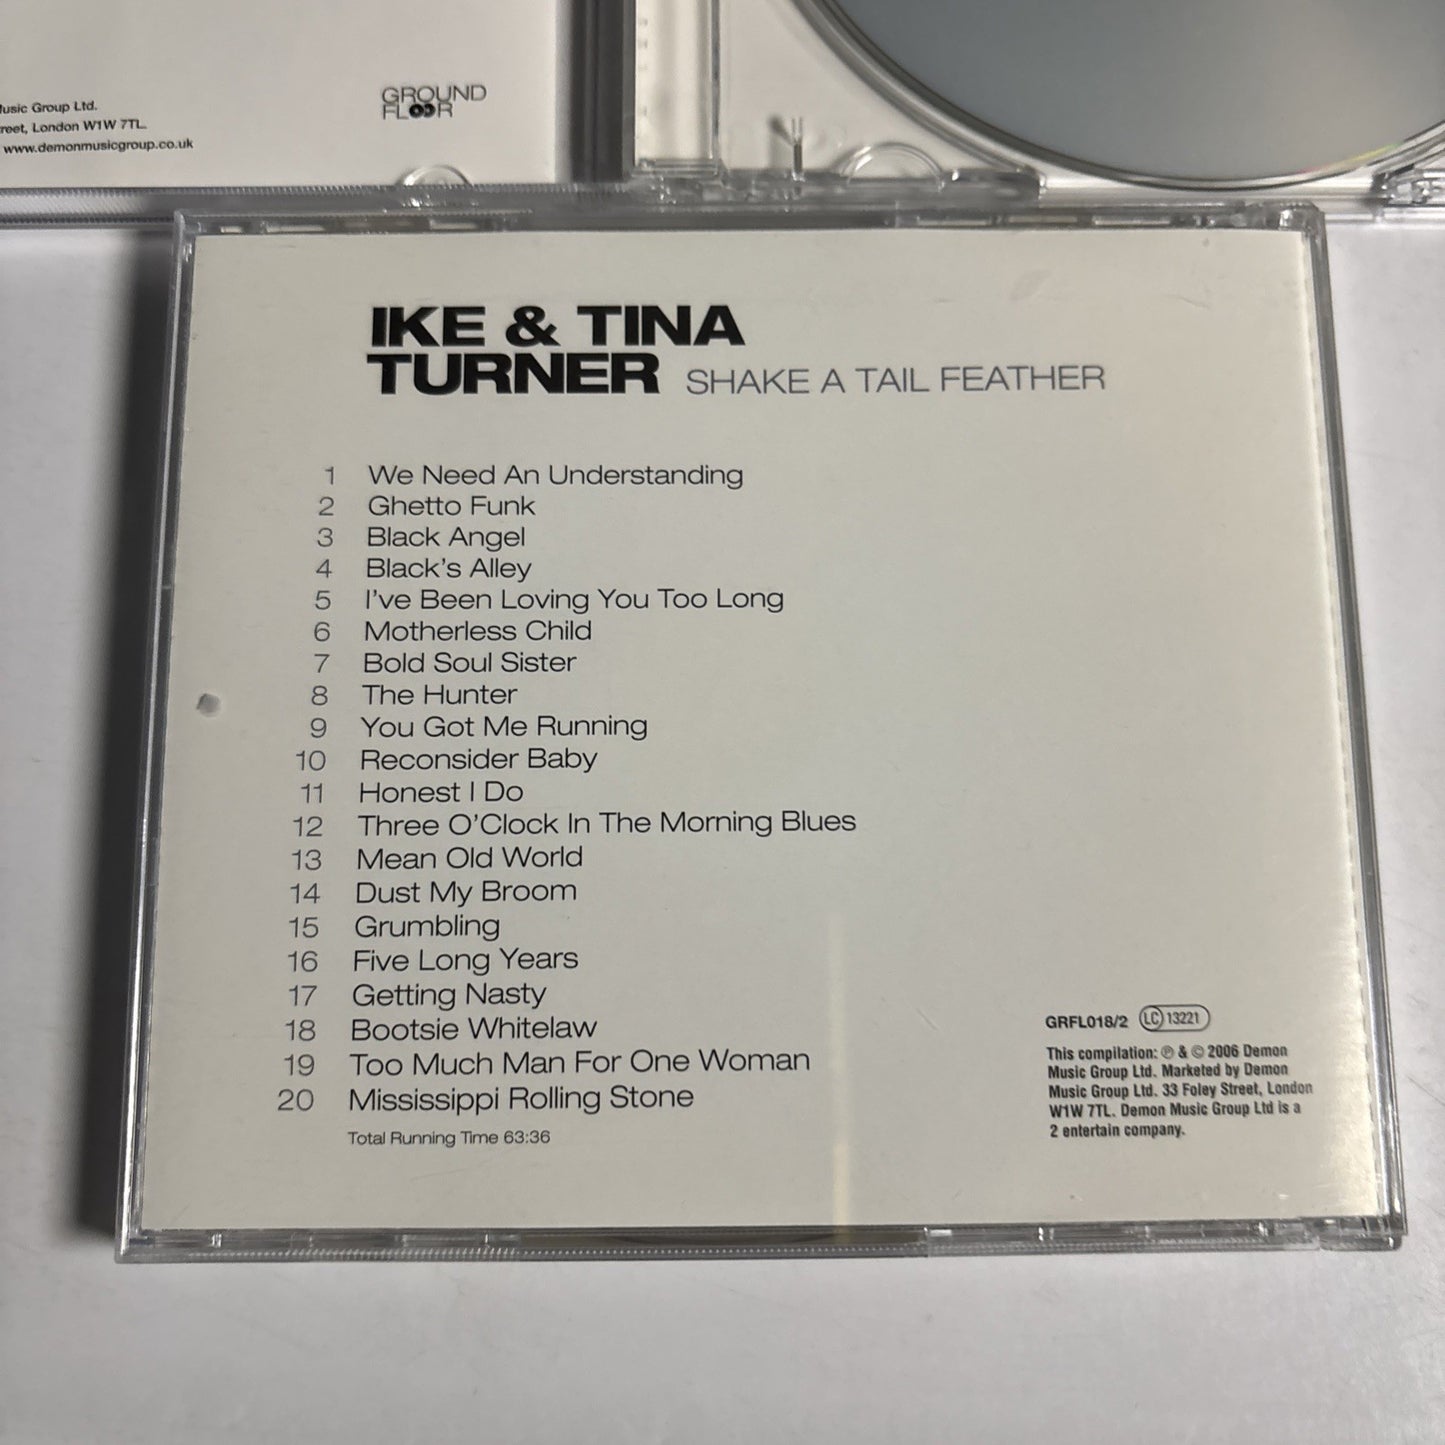 Music Group Ltd.
London W1W 7TL.
www.demonmusicgroup.co.uk
GROUND
FLOOR
IKE & TINA
TURNER SHAKE A TAIL FEATHER
1 We Need An Understanding
2 Ghetto Funk
3 Black Angel
4 Black's Alley
5 I've Been Loving You Too Long
6 Motherless Child
7 Bold Soul Sister
8 The Hunter
9 You Got Me Running
10 Reconsider Baby
11 Honest I Do
12 Three O'Clock In The Morning Blues
13 Mean Old World
14 Dust My Broom
15 Grumbling
16 Five Long Years
17 Getting Nasty
18 Bootsie Whitelaw
19 Too Much Man For One Woman
20 Mississippi Rolling Stone
Total Running Time 63:36
GRFL018/2 LC 13221
This compilation: ℗ & © 2006 Demon
Music Group Ltd. Marketed by Demon
Music Group Ltd. 33 Foley Street, London
W1W 7TL. Demon Music Group Ltd is a
2 entertain company.